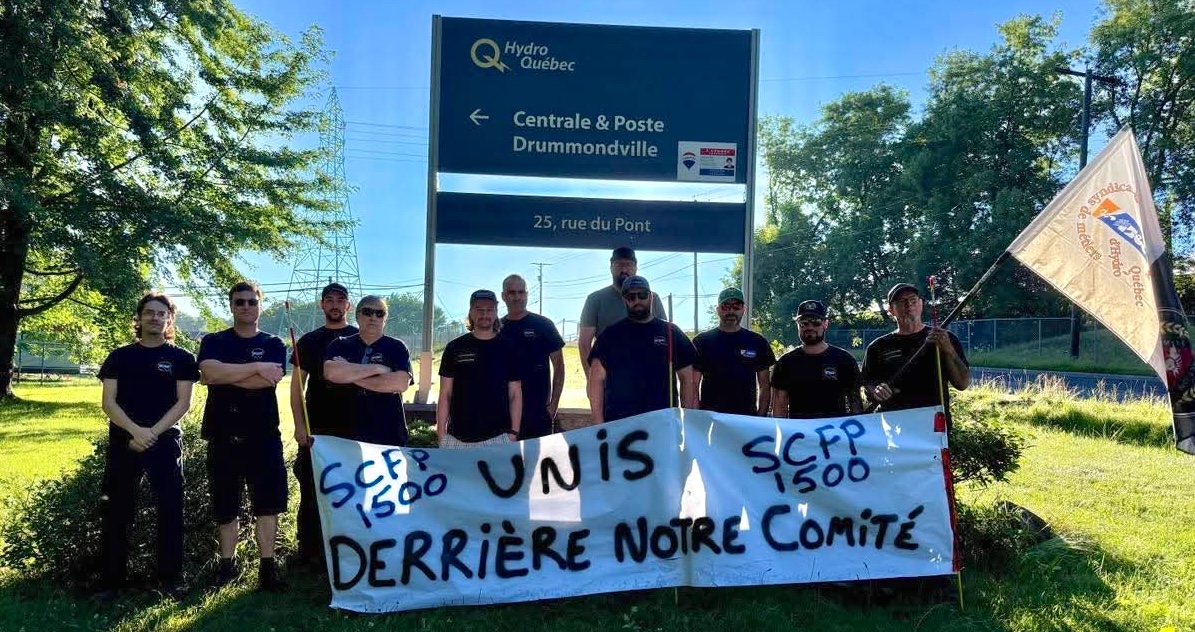 Hydro
Québec
← Centrale & Poste
Drummondville
25, rue du Pont
syndicat
de métiers
d'Hydro
Québec
SCFP
1500
UNiS
SCFP
1500
DERRiÈRE NOTRE COMiTÉ